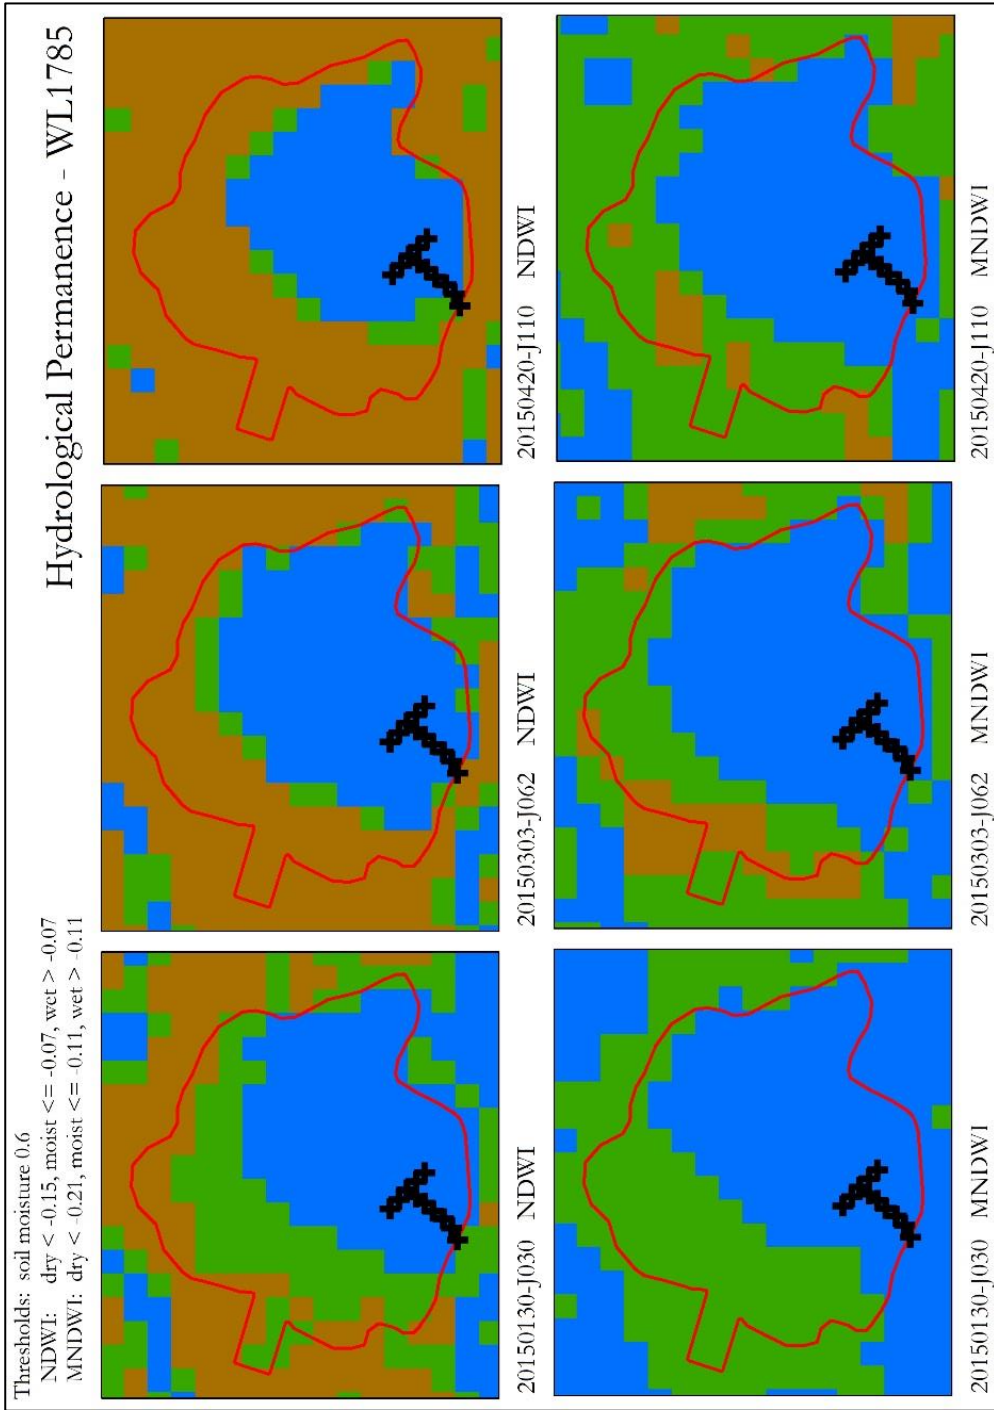 Hydrological Permanence - WL1785
Thresholds: soil moisture 0.6
NDWI: dry < -0.15, moist <= -0.07, wet > -0.07
MNDWI: dry < -0.21, moist <= -0.11, wet > -0.11
20150130-J030 NDWI
20150303-J062 NDWI
20150420-J110 NDWI
20150130-J030 MNDWI
20150303-J062 MNDWI
20150420-J110 MNDWI